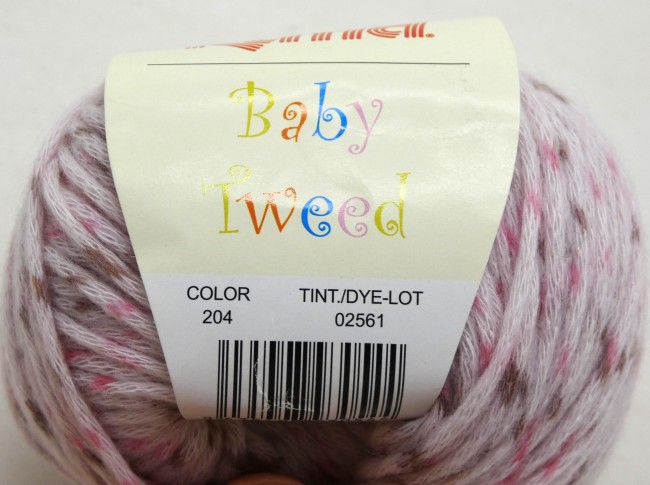 Baby
Tweed
COLOR TINT./DYE-LOT
204 02561